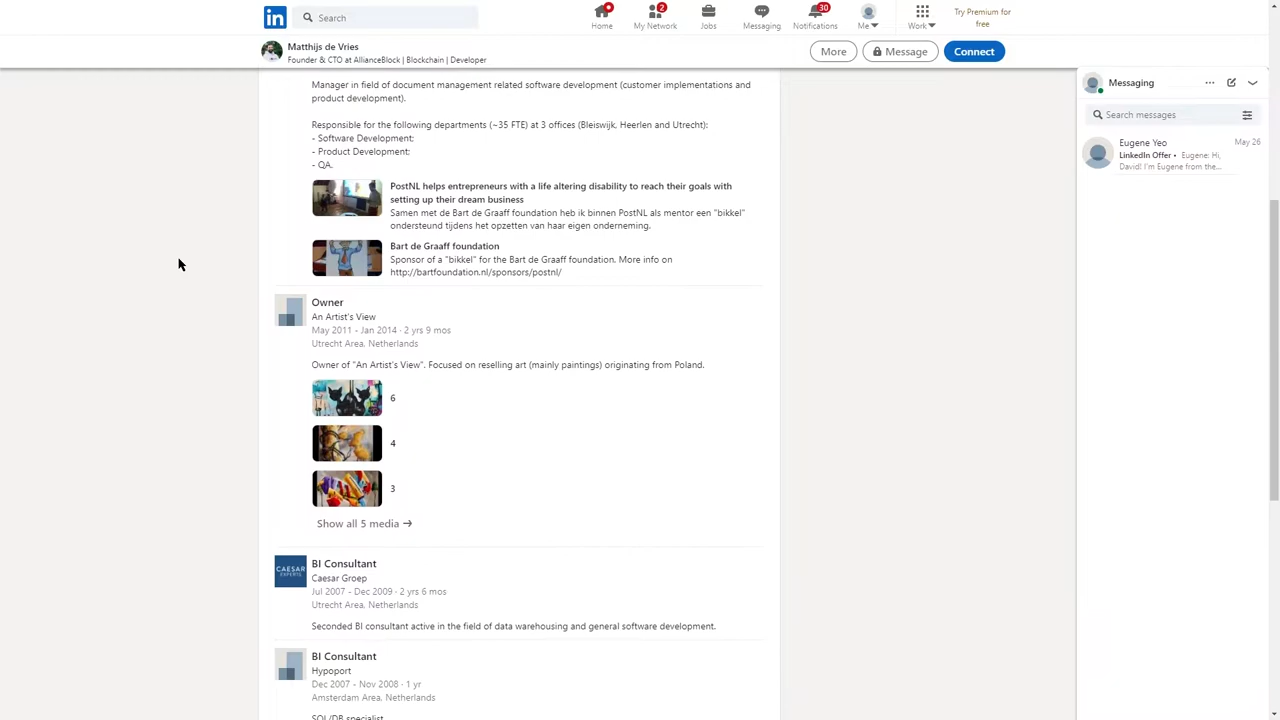 in
Search
Home
2
My Network
Jobs
Messaging
30
Notifications
Me
Work
Try Premium for
free
Matthijs de Vries
Founder & CTO at AllianceBlock | Blockchain | Developer
More
Message
Connect
Manager in field of document management related software development (customer implementations and
product development).
Responsible for the following departments (~35 FTE) at 3 offices (Bleiswijk, Heerlen and Utrecht):
- Software Development;
- Product Development;
- QA.
PostNL helps entrepreneurs with a life altering disability to reach their goals with
setting up their dream business
Samen met de Bart de Graaff foundation heb ik binnen PostNL als mentor een "bikkel"
ondersteund tijdens het opzetten van haar eigen onderneming.
Bart de Graaff foundation
Sponsor of a "bikkel" for the Bart de Graaff foundation. More info on
http://bartfoundation.nl/sponsors/postnl/
Owner
An Artist's View
May 2011 - Jan 2014 · 2 yrs 9 mos
Utrecht Area, Netherlands
Owner of "An Artist's View". Focused on reselling art (mainly paintings) originating from Poland.
6
4
3
Show all 5 media →
CAESAR
EXPERTS
BI Consultant
Caesar Groep
Jul 2007 - Dec 2009 · 2 yrs 6 mos
Utrecht Area, Netherlands
Seconded BI consultant active in the field of data warehousing and general software development.
BI Consultant
Hypoport
Dec 2007 - Nov 2008 · 1 yr
Amsterdam Area, Netherlands
SQL/DB specialist
Messaging
Search messages
Eugene Yeo
May 26
LinkedIn Offer • Eugene: Hi,
David! I'm Eugene from the...